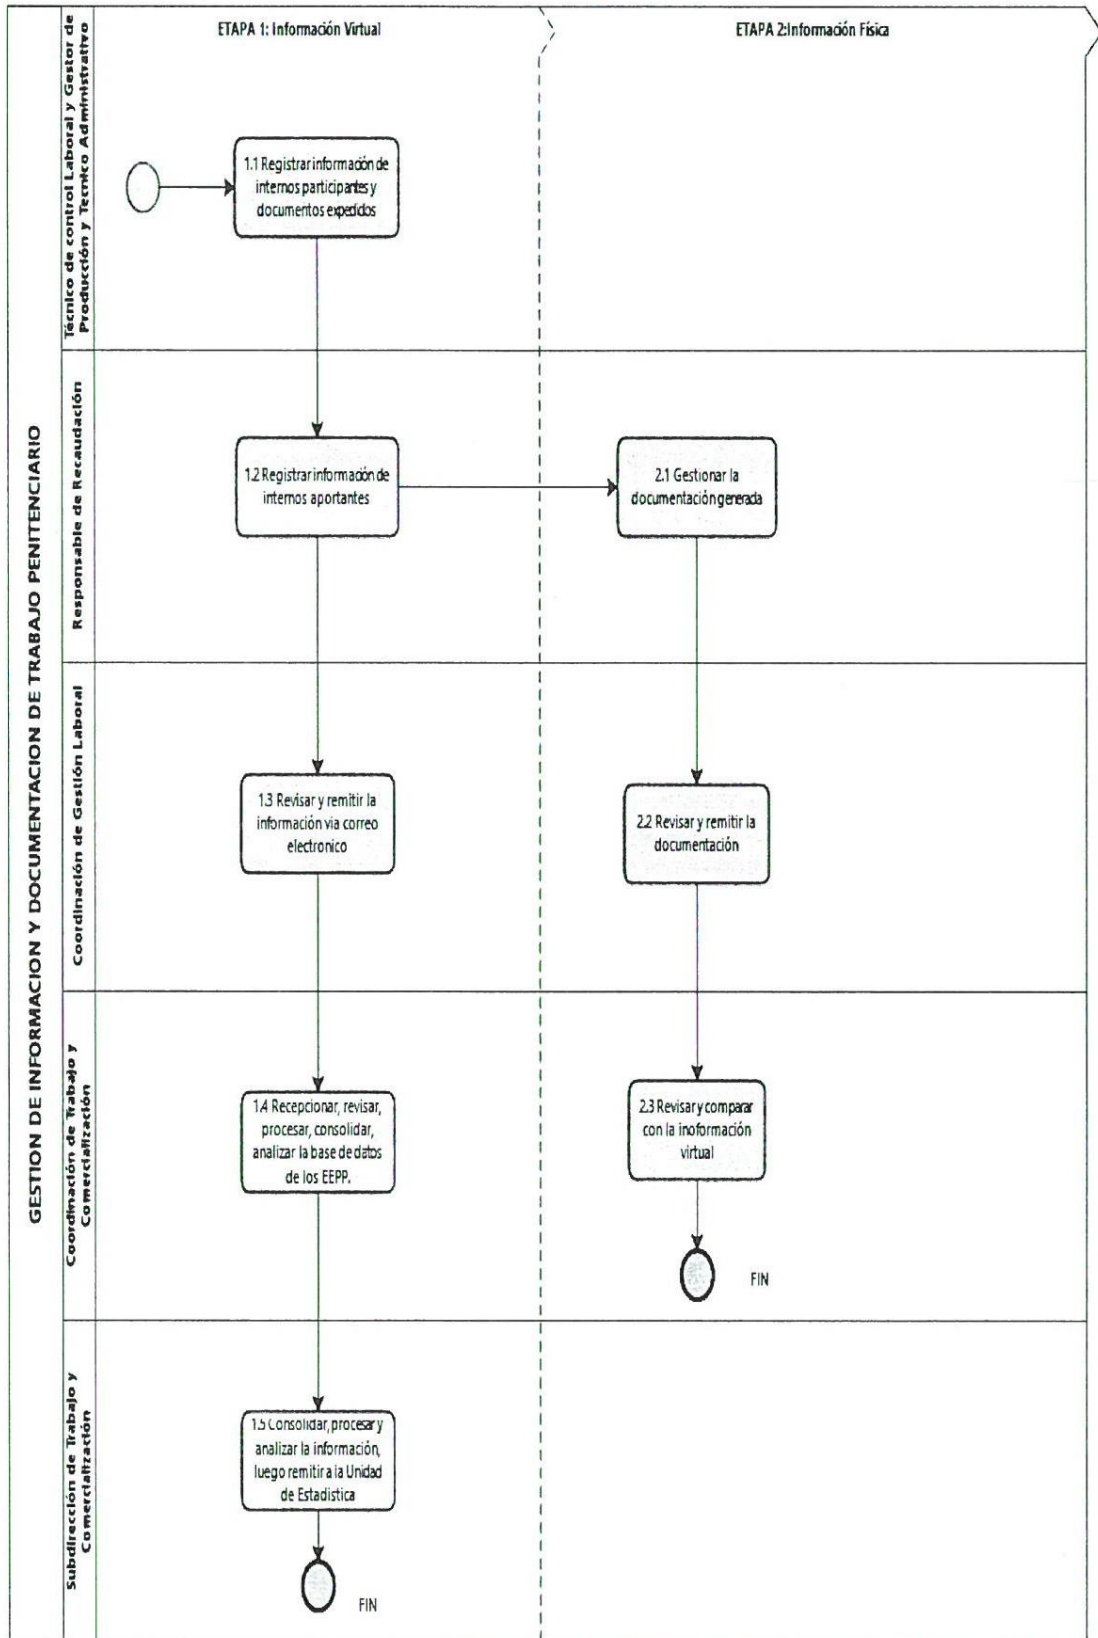 GESTION DE INFORMACION Y DOCUMENTACION DE TRABAJO PENITENCIARIO
ETAPA 1: Información Virtual
ETAPA 2:Información Física
Técnico de control Laboral y Gestor de
Producción y Tecnico Administrativo
1.1 Registrar información de
internos participantes y
documentos expedidos
Responsable de Recaudación
1.2 Registrar información de
internos aportantes
2.1 Gestionar la
documentación generada
Coordinación de Gestión Laboral
1.3 Revisar y remitir la
información via correo
electronico
2.2 Revisar y remitir la
documentación
Coordinación de Trabajo y
Comercialización
1.4 Recepcionar, revisar,
procesar, consolidar,
analizar la base de datos
de los EEPP.
2.3 Revisar y comparar
con la inoformación
virtual
FIN
Subdirección de Trabajo y
Comercialización
1.5 Consolidar, procesar y
analizar la información,
luego remitir a la Unidad
de Estadistica
FIN